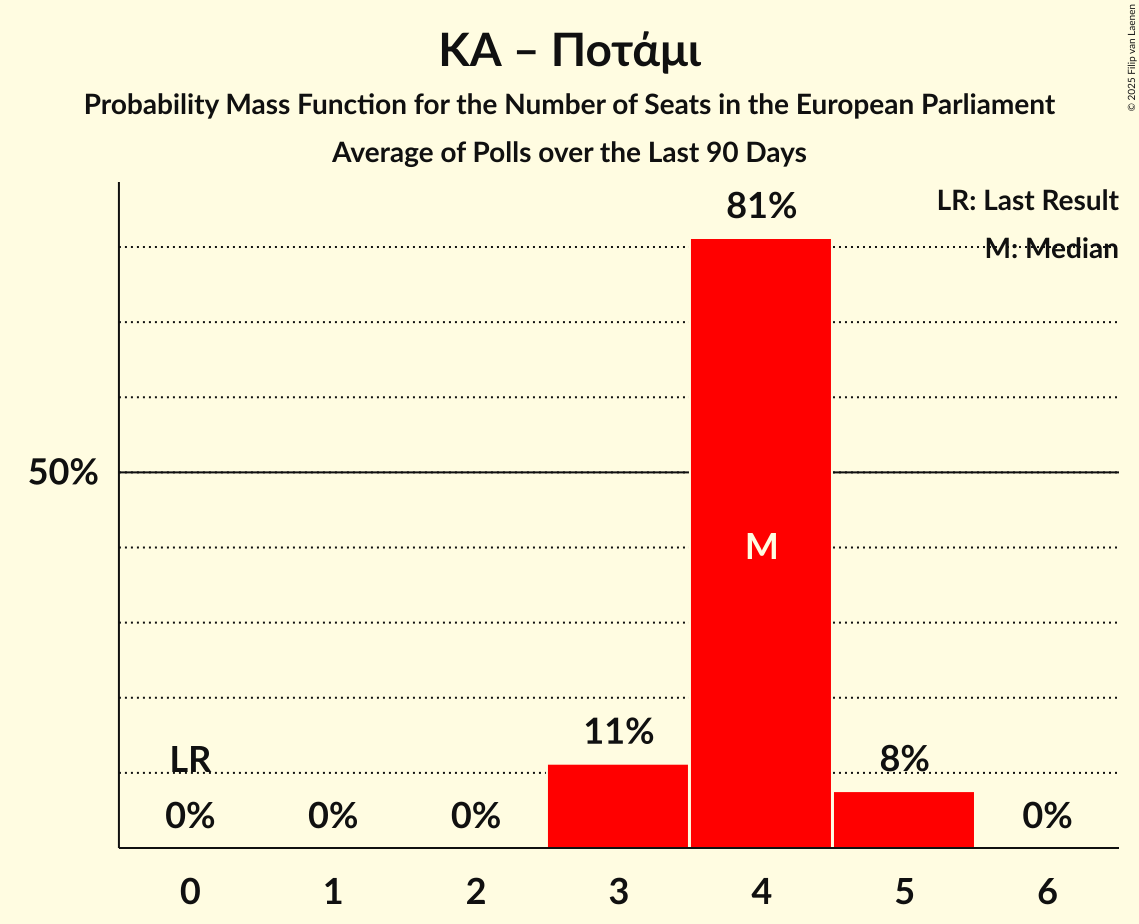 ΚΑ – Ποτάμι
Probability Mass Function for the Number of Seats in the European Parliament
Average of Polls over the Last 90 Days
© 2025 Filip van Laenen
LR: Last Result
M: Median
81%
50%
M
11%
LR
8%
0% 0% 0% 0%
0 1 2 3 4 5 6